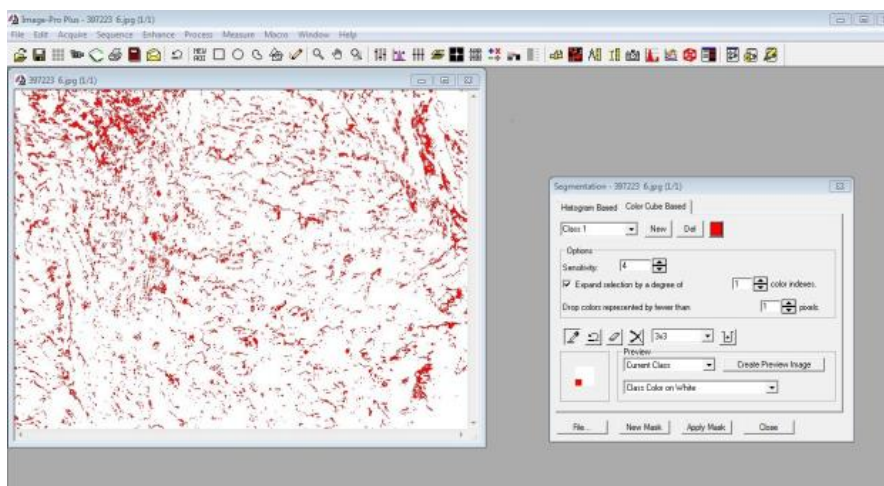 Image-Pro Plus - 397223 6.jpg (1/1)
File Edit Acquire Sequence Enhance Process Measure Macro Window Help
NEW AOI
397223 6.jpg (1/1)
Segmentation - 397223 6.jpg (1/1)
Histogram Based Color Cube Based
Class 1 New Del
Options
Sensitivity: 4
Expand selection by a degree of 1 color indexes.
Drop colors represented by fewer than 1 pixels.
3x3
Preview
Current Class Create Preview Image
Class Color on White
File... New Mask Apply Mask Close